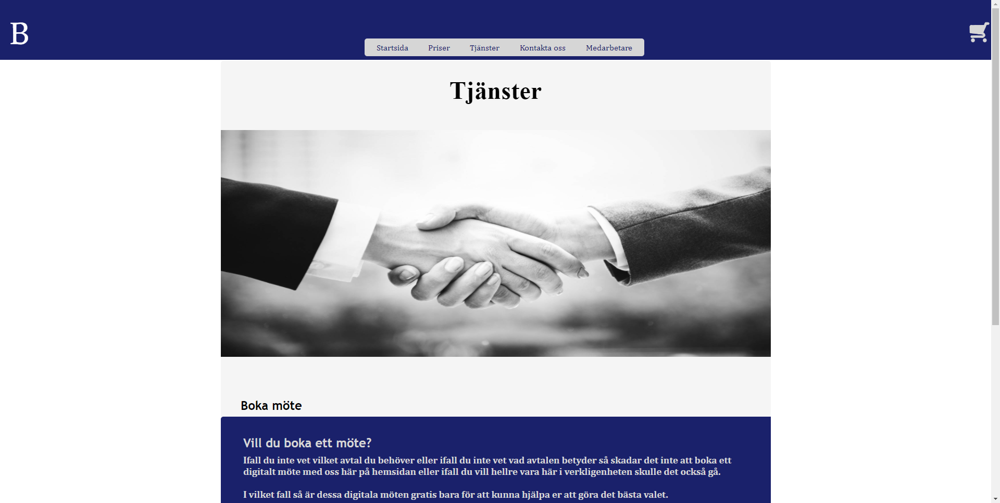 B
Startsida Priser Tjänster Kontakta oss Medarbetare
Tjänster
Boka möte
Vill du boka ett möte?
Ifall du inte vet vilket avtal du behöver eller ifall du inte vet vad avtalen betyder så skadar det inte att boka ett
digitalt möte med oss här på hemsidan eller ifall du vill hellre vara här i verkligenheten skulle det också gå.
I vilket fall så är dessa digitala möten gratis bara för att kunna hjälpa er att göra det bästa valet.